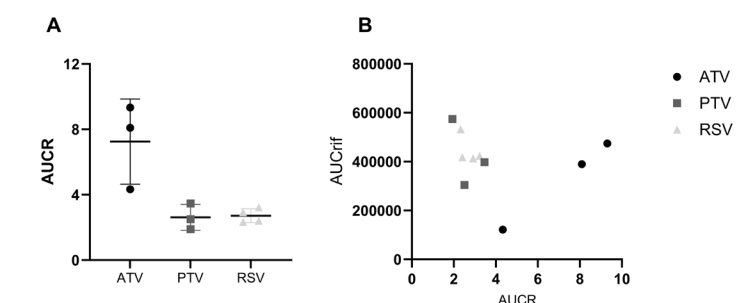 A
AUCR
12
8
4
0
ATV PTV RSV
B
AUCrif
800000
600000
400000
200000
0
0 2 4 6 8 10
AUCR
ATV
PTV
RSV